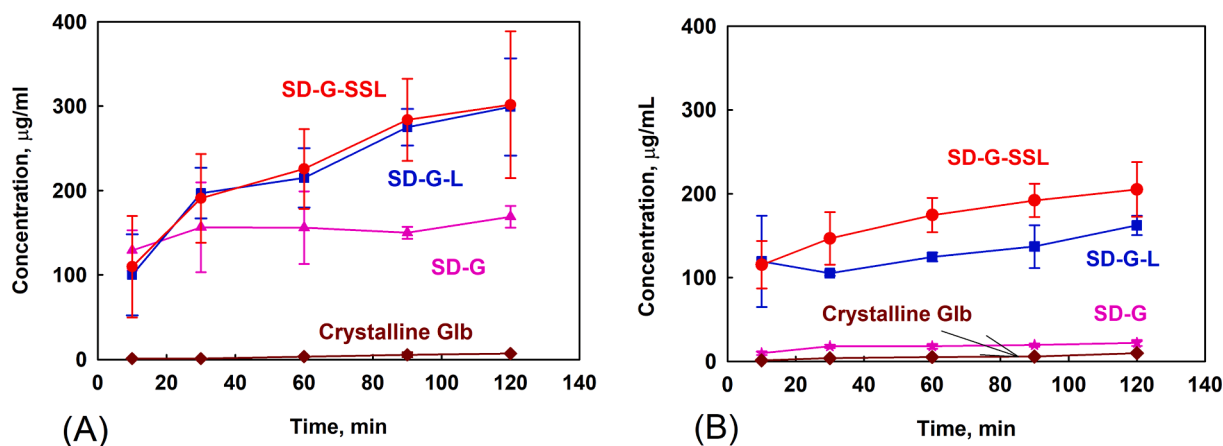 400
300
200
100
0
Concentration, μg/ml
SD-G-SSL
SD-G-L
SD-G
Crystalline Glb
0 20 40 60 80 100 120 140
Time, min
(A)
400
300
200
100
0
Concentration, μg/mL
SD-G-SSL
SD-G-L
Crystalline Glb
SD-G
0 20 40 60 80 100 120 140
Time, min
(B)